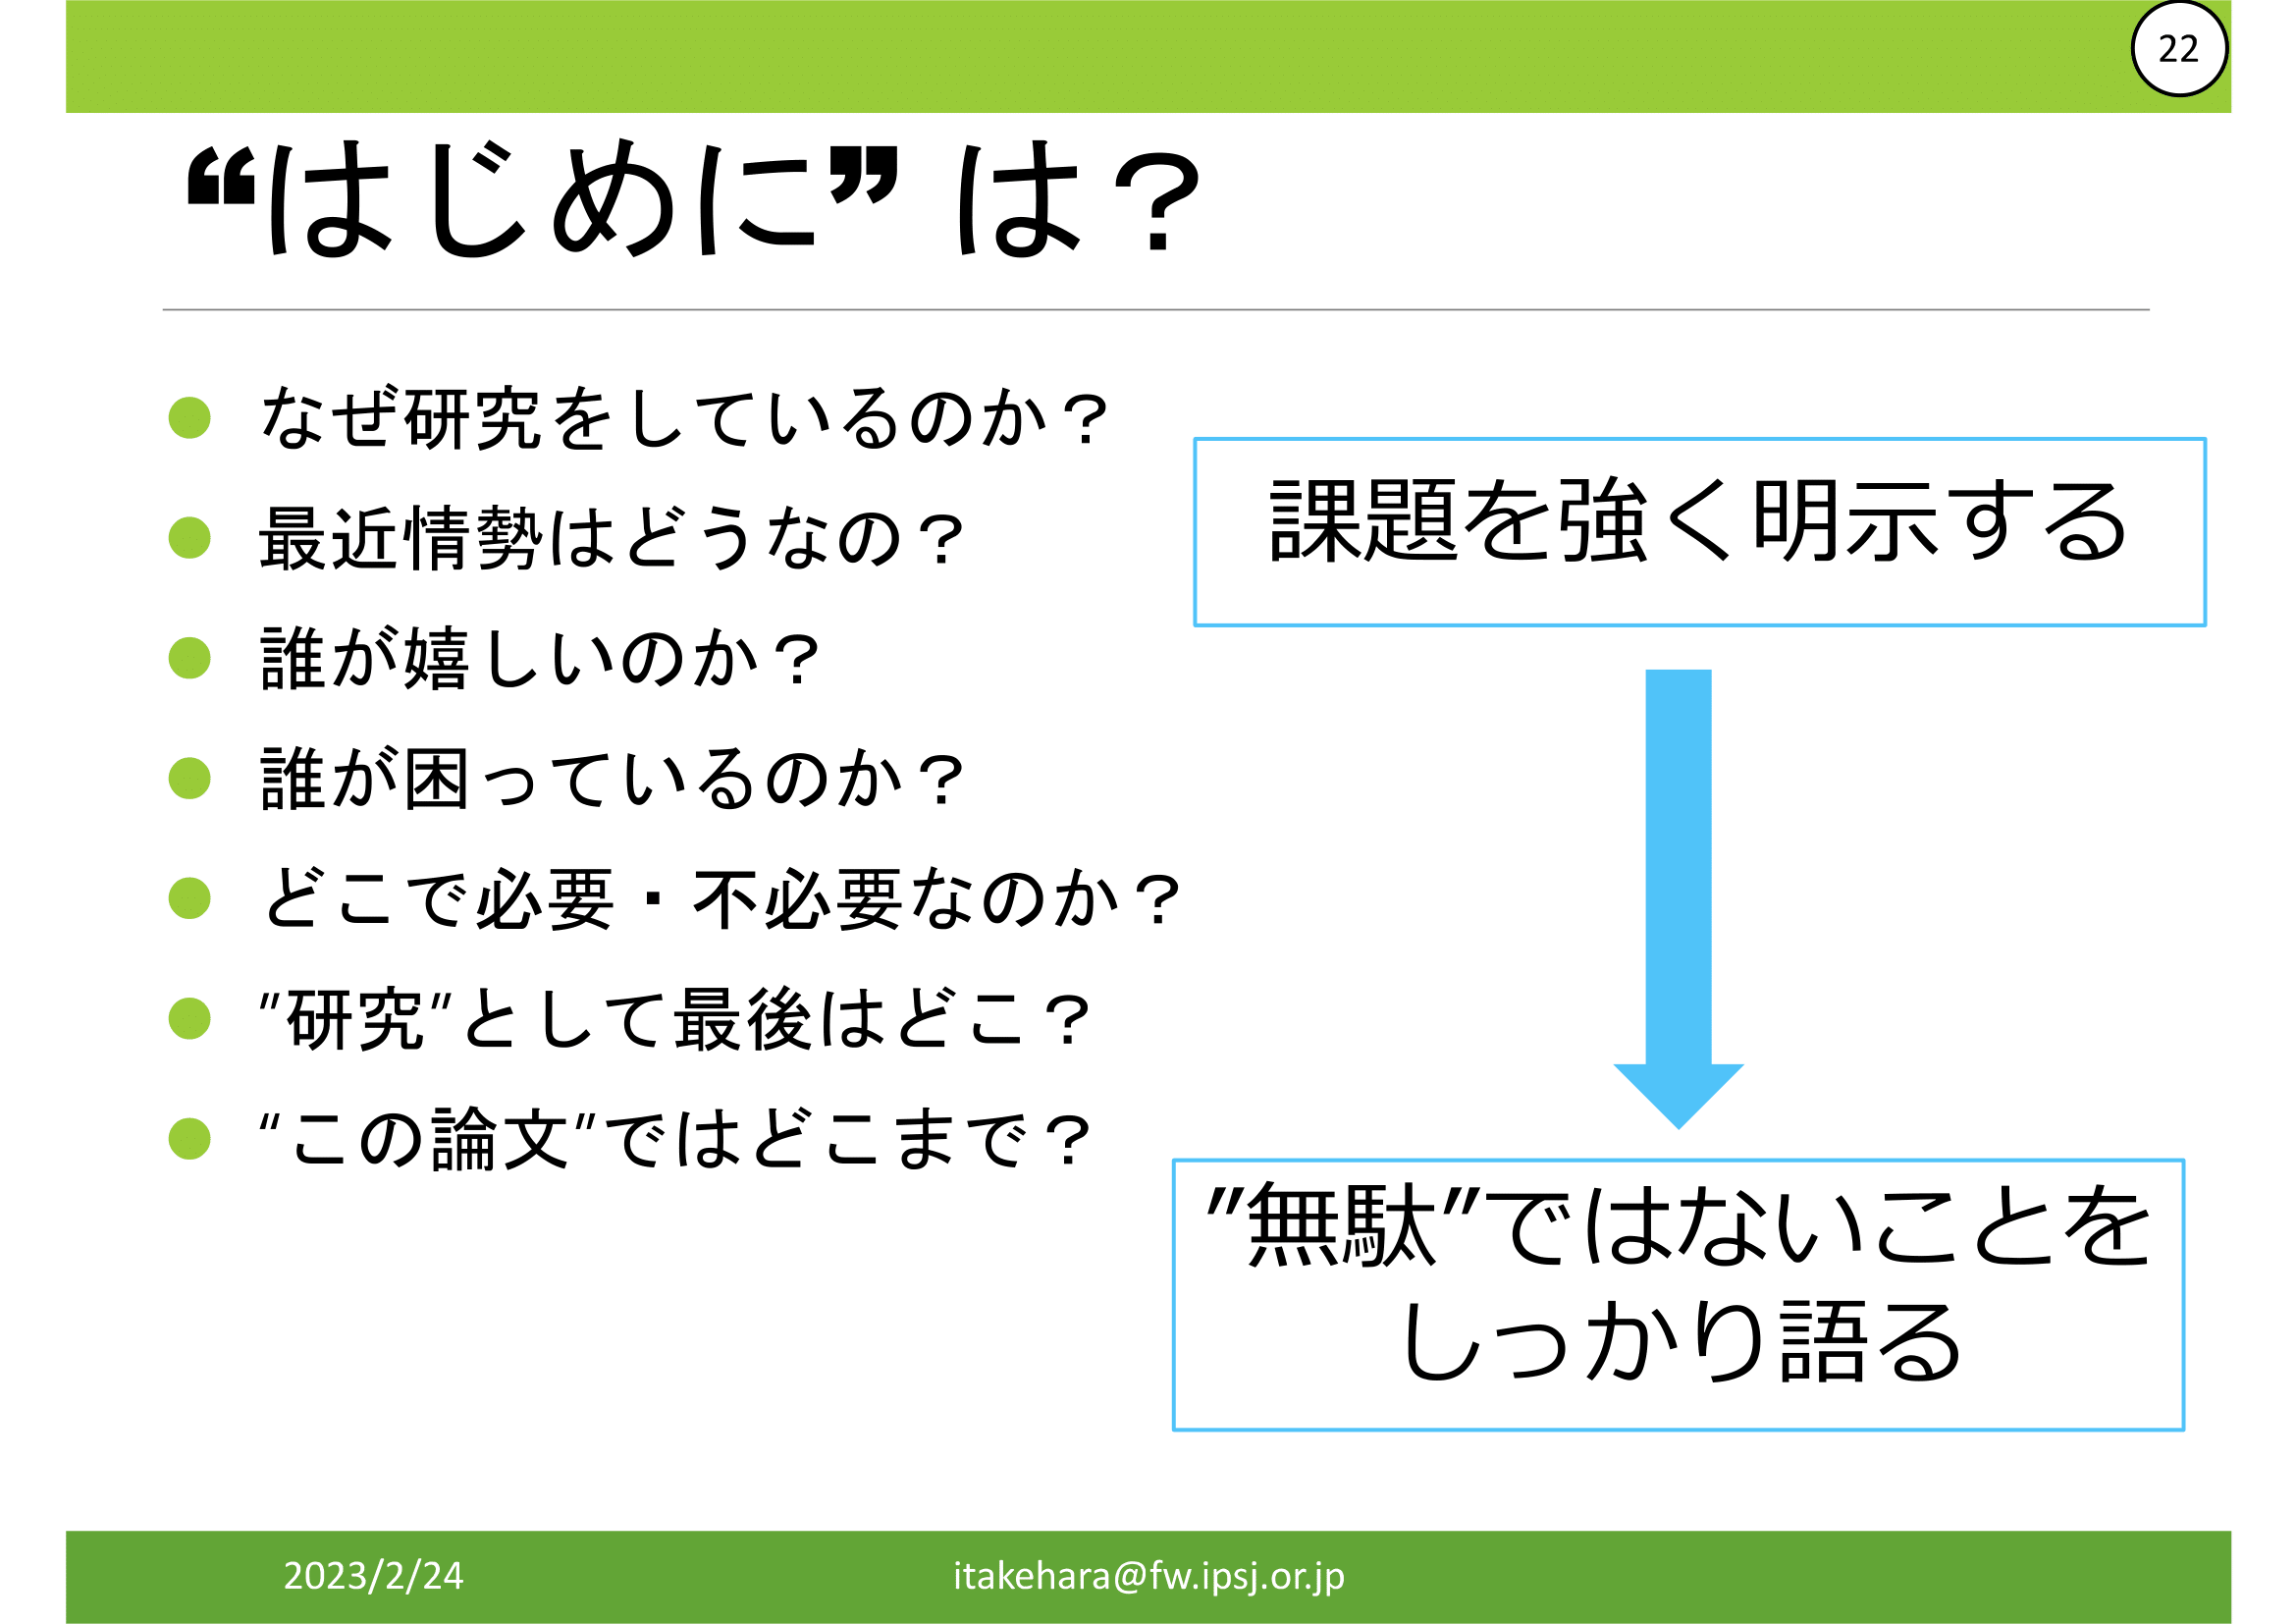 22
“はじめに” は？
なぜ研究をしているのか？
最近情勢はどうなの？
誰が嬉しいのか？
誰が困っているのか？
どこで必要・不必要なのか？
”研究”として最後はどこ？
“この論文”ではどこまで？
課題を強く明示する
”無駄”ではないことを
しっかり語る
2023/2/24
itakehara@fw.ipsj.or.jp